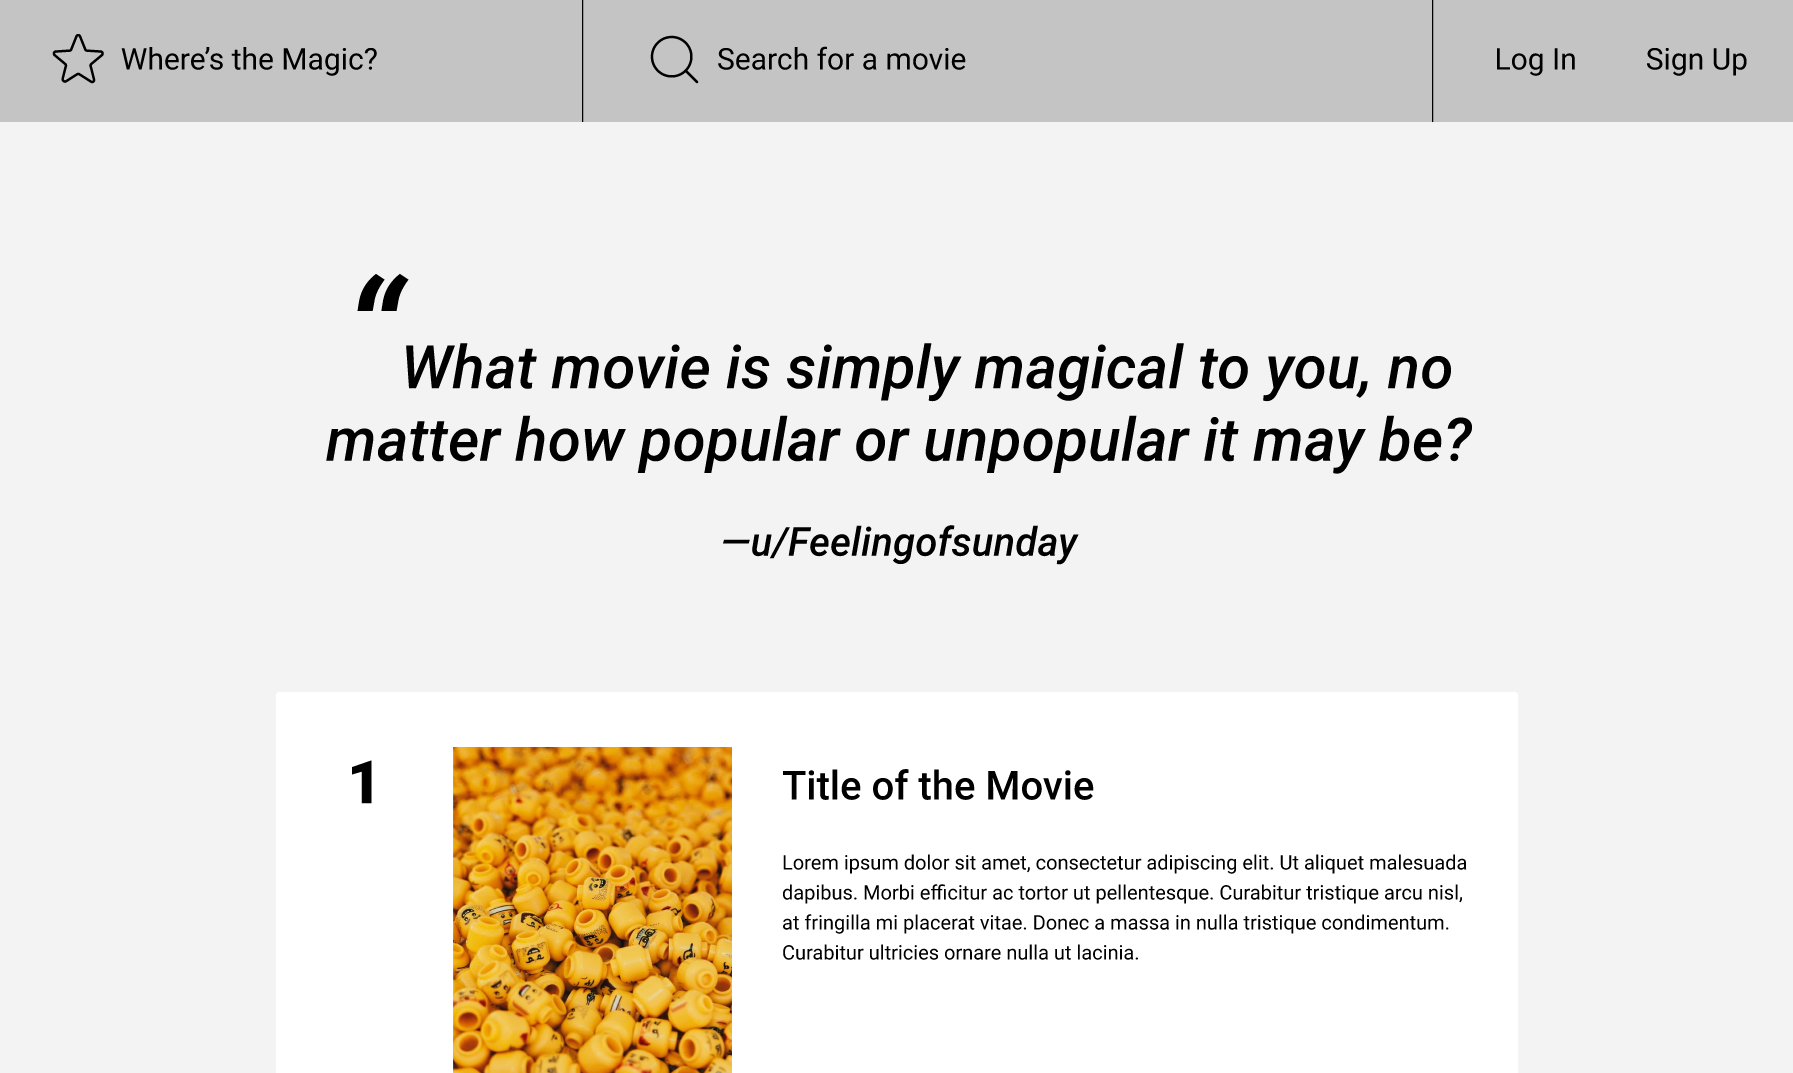 Where’s the Magic?
Search for a movie
Log In
Sign Up
“
What movie is simply magical to you, no
matter how popular or unpopular it may be?
—u/Feelingofsunday
1
Title of the Movie
Lorem ipsum dolor sit amet, consectetur adipiscing elit. Ut aliquet malesuada
dapibus. Morbi efficitur ac tortor ut pellentesque. Curabitur tristique arcu nisl,
at fringilla mi placerat vitae. Donec a massa in nulla tristique condimentum.
Curabitur ultricies ornare nulla ut lacinia.